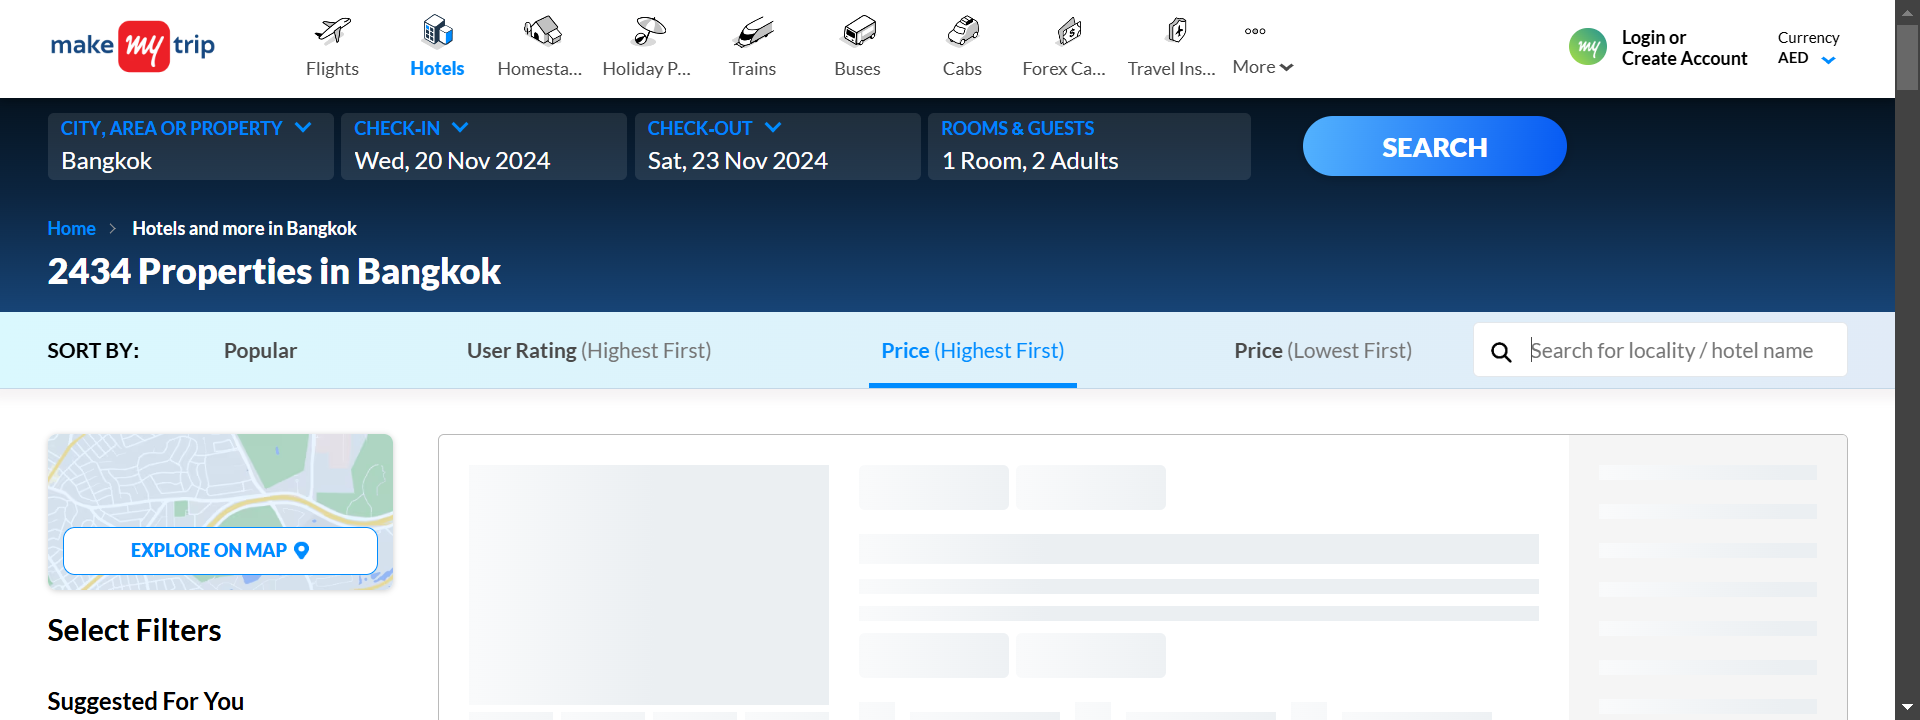 make my trip
Flights
Hotels
Homesta...
Holiday P...
Trains
Buses
Cabs
Forex Ca...
Travel Ins...
More
my
Login or
Create Account
Currency
AED
CITY, AREA OR PROPERTY
Bangkok
CHECK-IN
Wed, 20 Nov 2024
CHECK-OUT
Sat, 23 Nov 2024
ROOMS & GUESTS
1 Room, 2 Adults
SEARCH
Home > Hotels and more in Bangkok
2434 Properties in Bangkok
SORT BY:
Popular
User Rating (Highest First)
Price (Highest First)
Price (Lowest First)
Search for locality / hotel name
EXPLORE ON MAP
Select Filters
Suggested For You